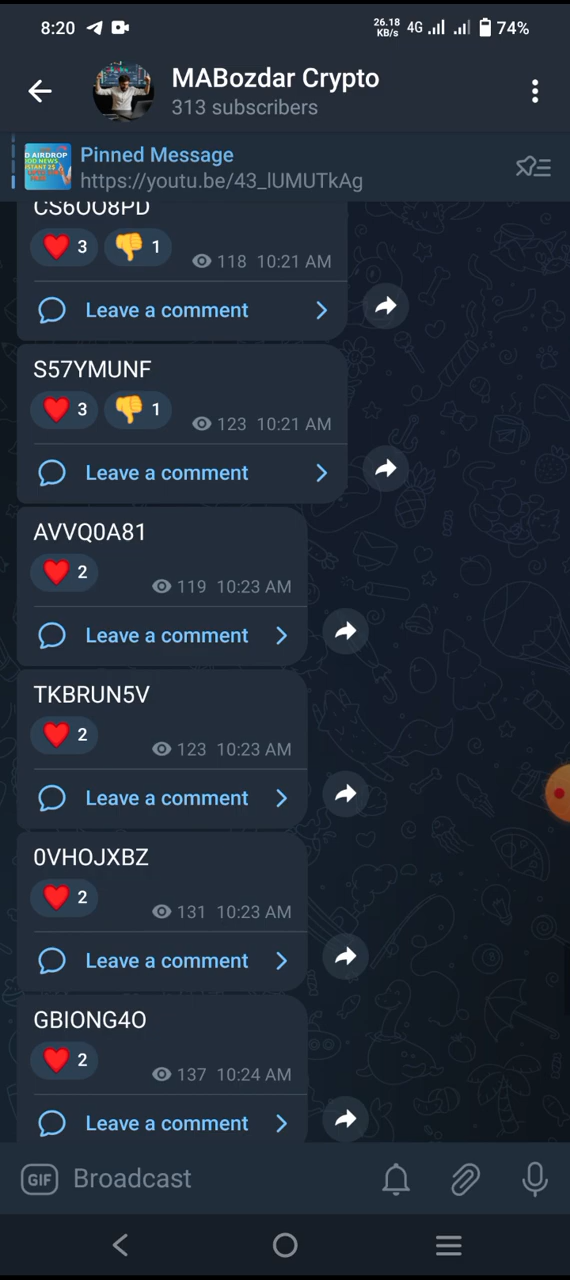 8:20
26.18 KB/s 4G 74%
MABozdar Crypto
313 subscribers
D AIRDROP
Pinned Message
https://youtu.be/43_lUMUTkAg
CS6OO8PD
3 1 118 10:21 AM
Leave a comment
S57YMUNF
3 1 123 10:21 AM
Leave a comment
AVVQ0A81
2 119 10:23 AM
Leave a comment
TKBRUN5V
2 123 10:23 AM
Leave a comment
0VHOJXBZ
2 131 10:23 AM
Leave a comment
GBIONG4O
2 137 10:24 AM
Leave a comment
GIF Broadcast